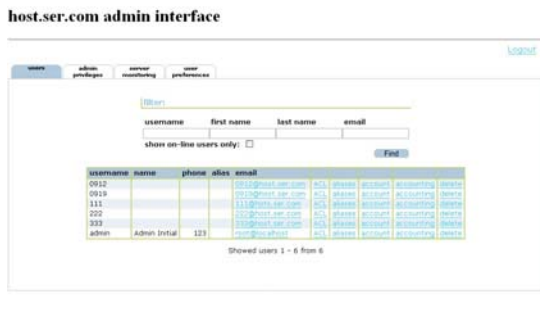 host.ser.com admin interface
Logout
users admin privileges server monitoring user preferences
filter:
username first name last name email
show on-line users only:
Find
username name phone alias email
0912 0912@host.ser.com ACL aliases account accounting delete
0919 0919@host.ser.com ACL aliases account accounting delete
111 111@host.ser.com ACL aliases account accounting delete
222 222@host.ser.com ACL aliases account accounting delete
333 333@host.ser.com ACL aliases account accounting delete
admin Admin Initial 123 root@localhost ACL aliases account accounting delete
Showed users 1 - 6 from 6